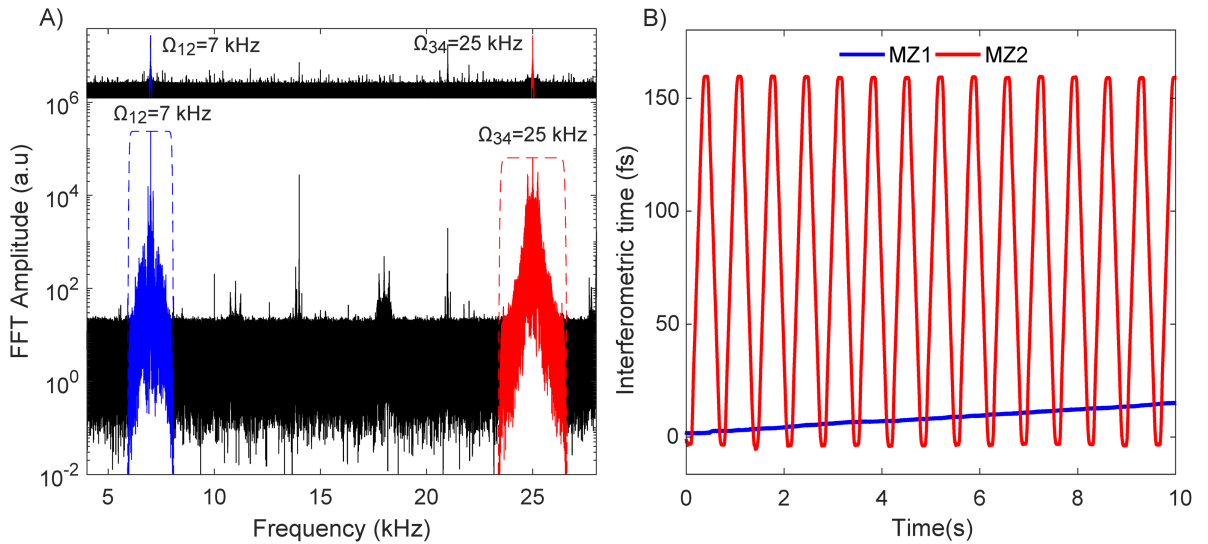 A)
Ω12=7 kHz
Ω34=25 kHz
10^6
Ω12=7 kHz
Ω34=25 kHz
10^4
10^2
10^0
10^-2
FFT Amplitude (a.u)
5
10
15
20
25
Frequency (kHz)
B)
MZ1
MZ2
150
100
50
0
Interferometric time (fs)
0
2
4
6
8
10
Time(s)